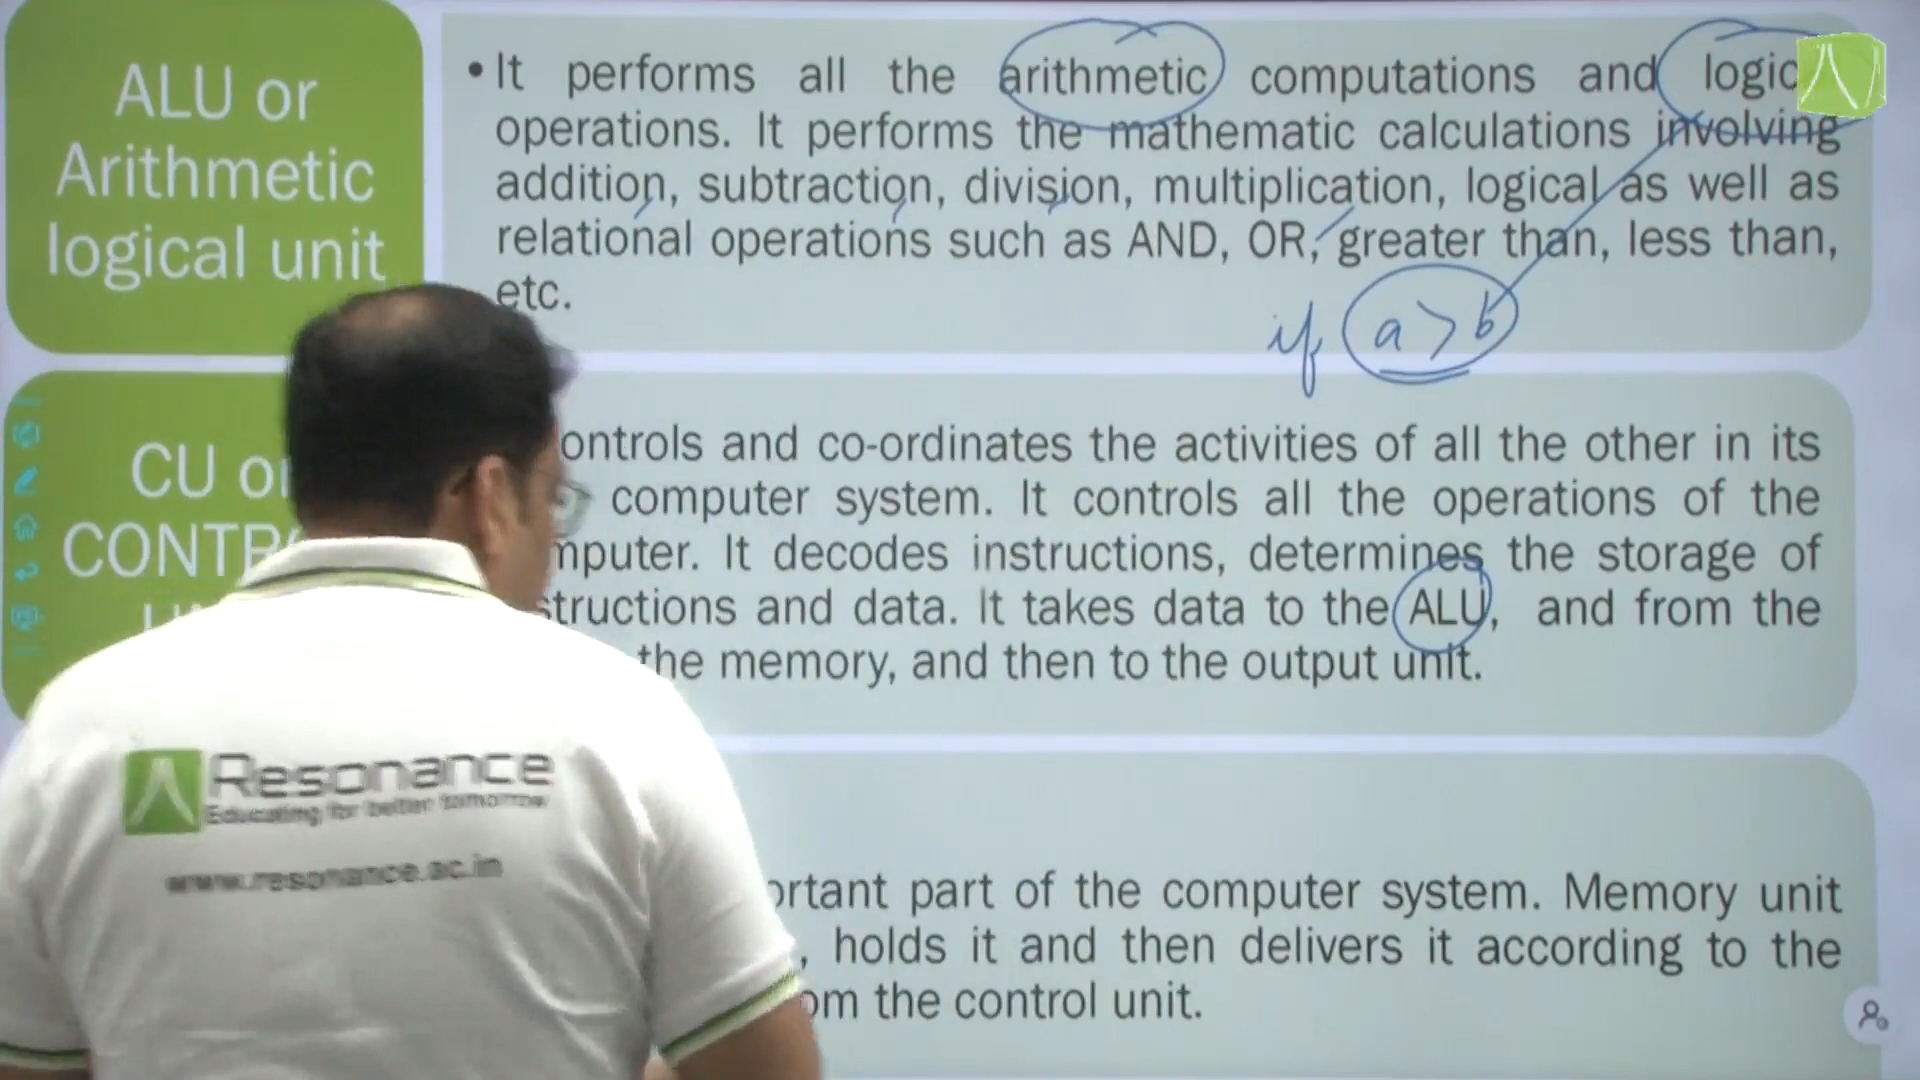 ALU or
Arithmetic
logical unit
• It performs all the arithmetic computations and logic
operations. It performs the mathematic calculations involving
addition, subtraction, division, multiplication, logical as well as
relational operations such as AND, OR, greater than, less than,
etc.
if a > b
CU or
CONTR
ontrols and co-ordinates the activities of all the other in its
computer system. It controls all the operations of the
mputer. It decodes instructions, determines the storage of
structions and data. It takes data to the ALU, and from the
the memory, and then to the output unit.
ortant part of the computer system. Memory unit
, holds it and then delivers it according to the
om the control unit.
Resonance
Educating for better tomorrow
www.resonance.ac.in